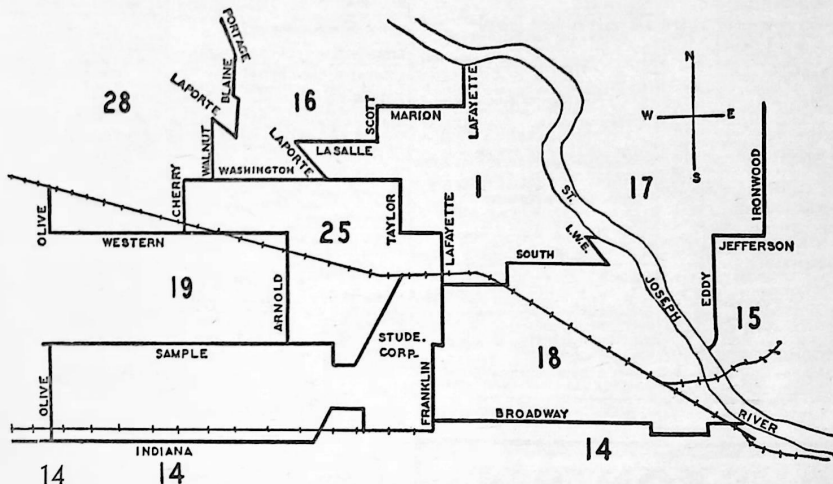 PORTAGE
BLAINE
LAPORTE
28
16
WALNUT
SCOTT
MARION
LAFAYETTE
N
W E
S
LAPORTE
LASALLE
WASHINGTON
CHERRY
1
17
ST.
IRONWOOD
OLIVE
WESTERN
25
TAYLOR
LAFAYETTE
SOUTH
L.W.E.
JEFFERSON
19
ARNOLD
JOSEPH
EDDY
15
SAMPLE
STUDE.
CORP.
18
OLIVE
FRANKLIN
BROADWAY
RIVER
INDIANA
14
14
14